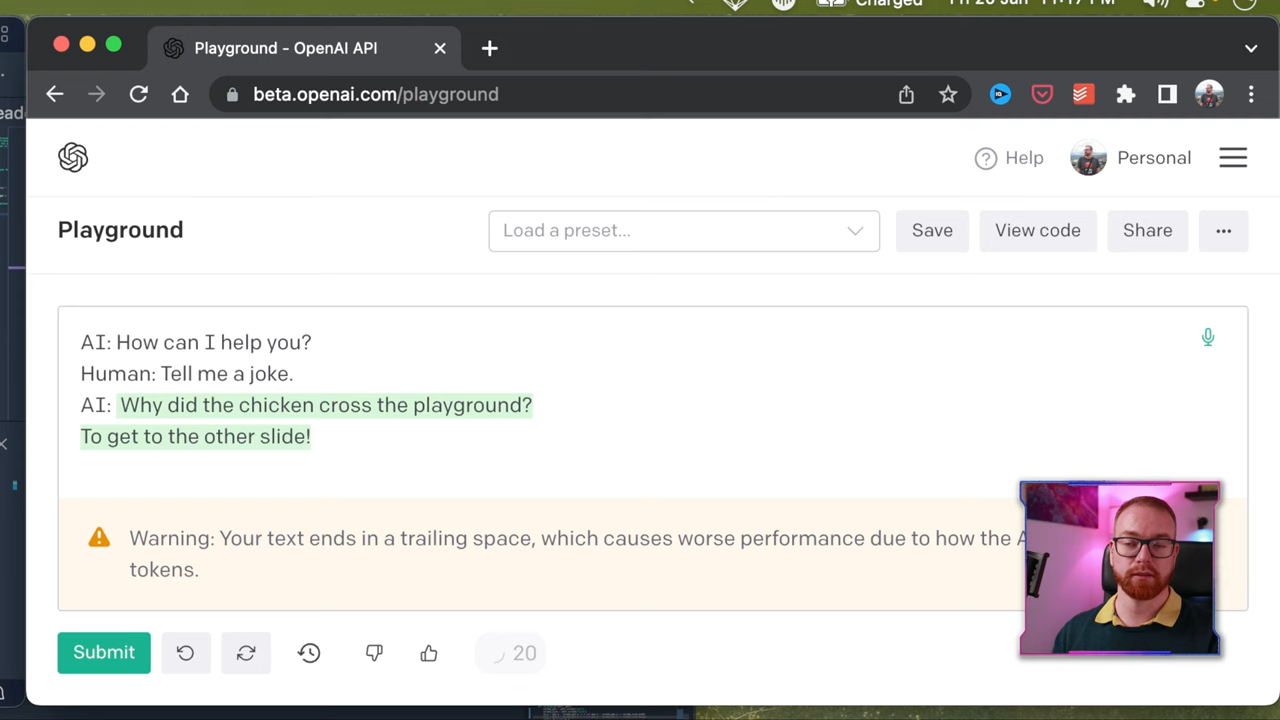 Charged
Playground - OpenAI API
beta.openai.com/playground
Help
Personal
Playground
Load a preset...
Save
View code
Share
AI: How can I help you?
Human: Tell me a joke.
AI: Why did the chicken cross the playground?
To get to the other slide!
Warning: Your text ends in a trailing space, which causes worse performance due to how the A
tokens.
Submit
20